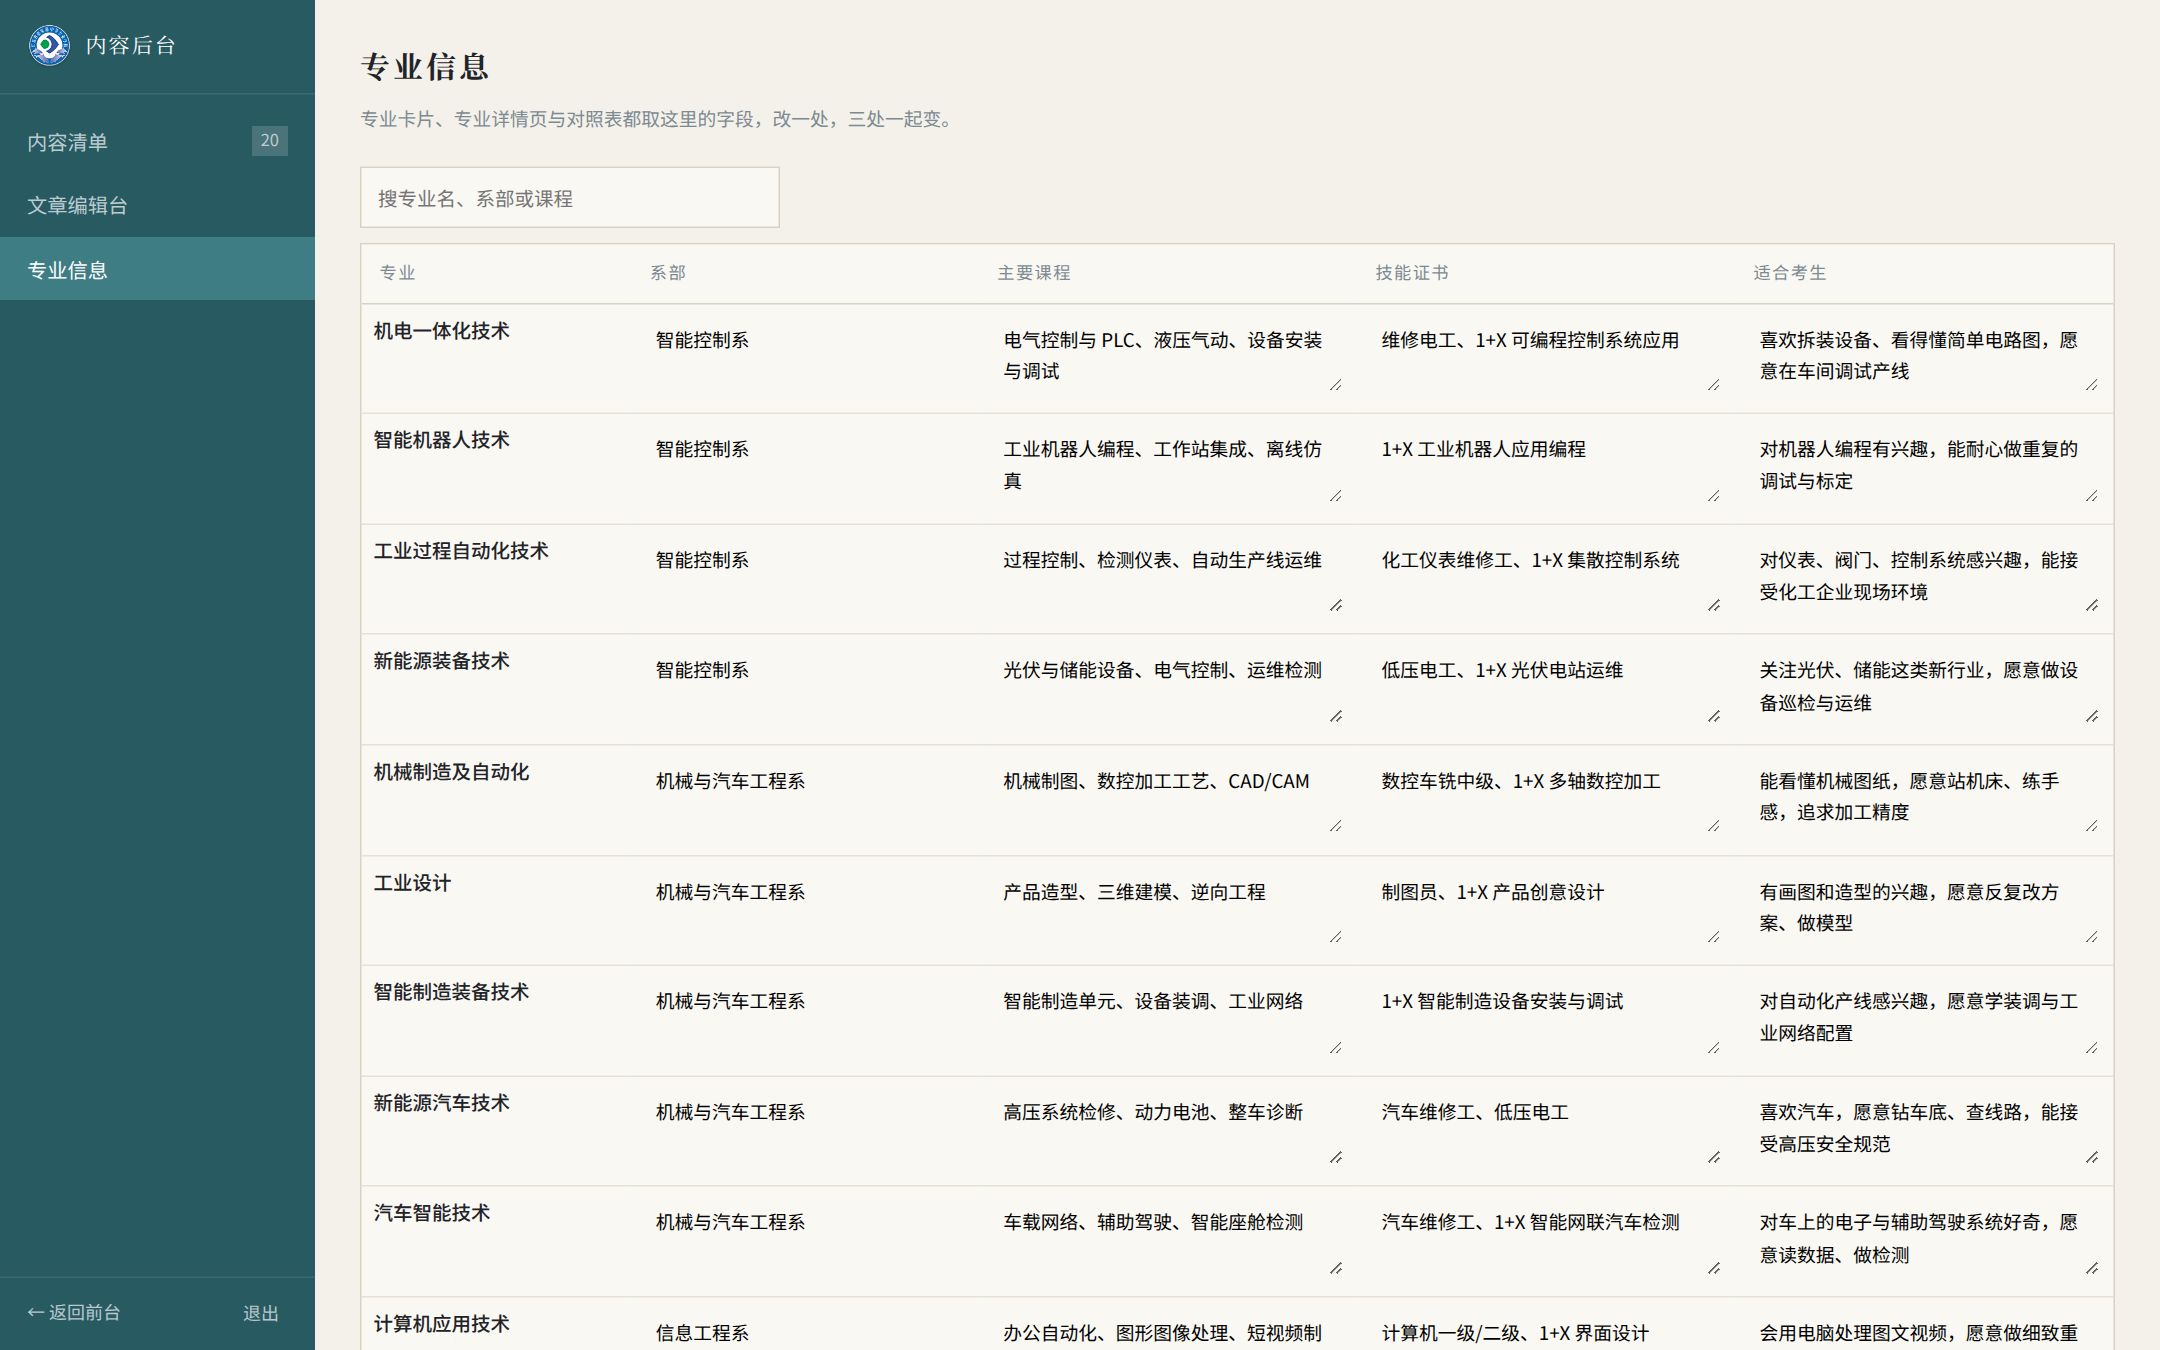 内容后台
内容清单 20
文章编辑台
专业信息
← 返回前台 退出
专业信息
专业卡片、专业详情页与对照表都取这里的字段，改一处，三处一起变。
搜专业名、系部或课程
专业 系部 主要课程 技能证书 适合考生
机电一体化技术 智能控制系 电气控制与 PLC、液压气动、设备安装与调试 维修电工、1+X 可编程控制系统应用 喜欢拆装设备、看得懂简单电路图，愿意在车间调试产线
智能机器人技术 智能控制系 工业机器人编程、工作站集成、离线仿真 1+X 工业机器人应用编程 对机器人编程有兴趣，能耐心做重复的调试与标定
工业过程自动化技术 智能控制系 过程控制、检测仪表、自动生产线运维 化工仪表维修工、1+X 集散控制系统 对仪表、阀门、控制系统感兴趣，能接受化工企业现场环境
新能源装备技术 智能控制系 光伏与储能设备、电气控制、运维检测 低压电工、1+X 光伏电站运维 关注光伏、储能这类新行业，愿意做设备巡检与运维
机械制造及自动化 机械与汽车工程系 机械制图、数控加工工艺、CAD/CAM 数控车铣中级、1+X 多轴数控加工 能看懂机械图纸，愿意站机床、练手感，追求加工精度
工业设计 机械与汽车工程系 产品造型、三维建模、逆向工程 制图员、1+X 产品创意设计 有画图和造型的兴趣，愿意反复改方案、做模型
智能制造装备技术 机械与汽车工程系 智能制造单元、设备装调、工业网络 1+X 智能制造设备安装与调试 对自动化产线感兴趣，愿意学装调与工业网络配置
新能源汽车技术 机械与汽车工程系 高压系统检修、动力电池、整车诊断 汽车维修工、低压电工 喜欢汽车，愿意钻车底、查线路，能接受高压安全规范
汽车智能技术 机械与汽车工程系 车载网络、辅助驾驶、智能座舱检测 汽车维修工、1+X 智能网联汽车检测 对车上的电子与辅助驾驶系统好奇，愿意读数据、做检测
计算机应用技术 信息工程系 办公自动化、图形图像处理、短视频制 计算机一级/二级、1+X 界面设计 会用电脑处理图文视频，愿意做细致重